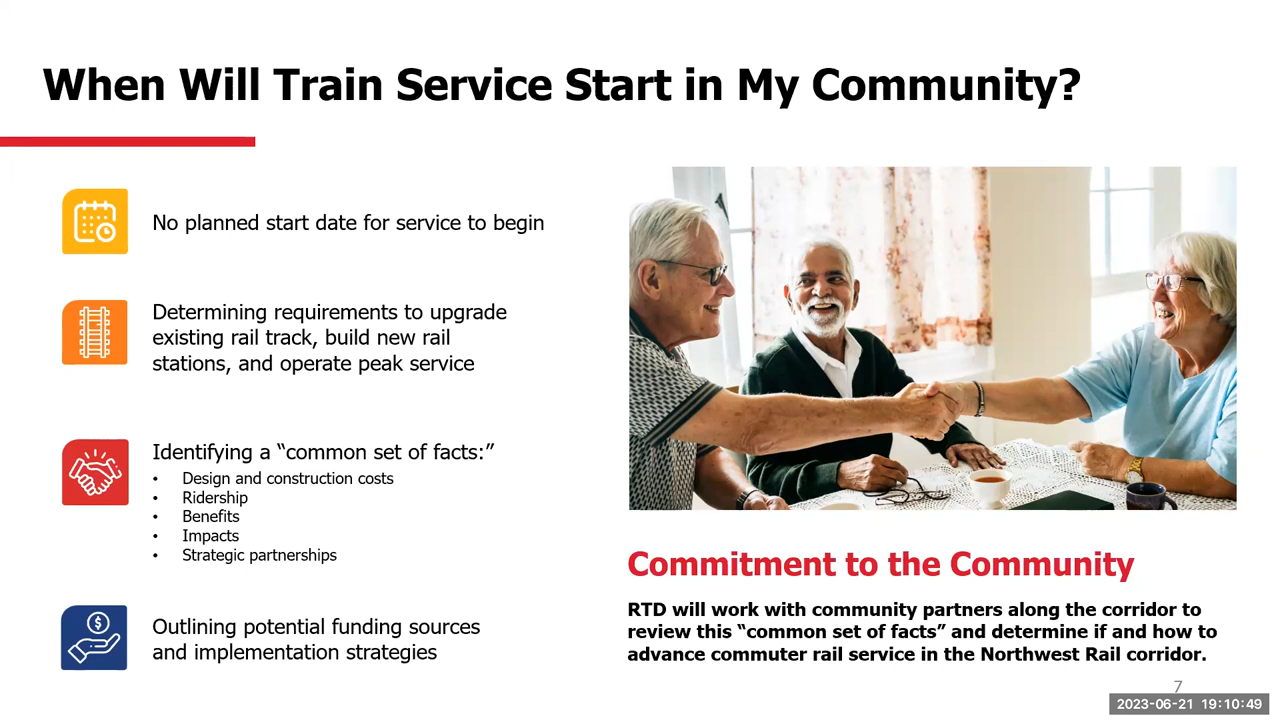 When Will Train Service Start in My Community?
No planned start date for service to begin
Determining requirements to upgrade
existing rail track, build new rail
stations, and operate peak service
Identifying a “common set of facts:”
• Design and construction costs
• Ridership
• Benefits
• Impacts
• Strategic partnerships
$
Outlining potential funding sources
and implementation strategies
Commitment to the Community
RTD will work with community partners along the corridor to
review this “common set of facts” and determine if and how to
advance commuter rail service in the Northwest Rail corridor.
7
2023-06-21 19:10:49